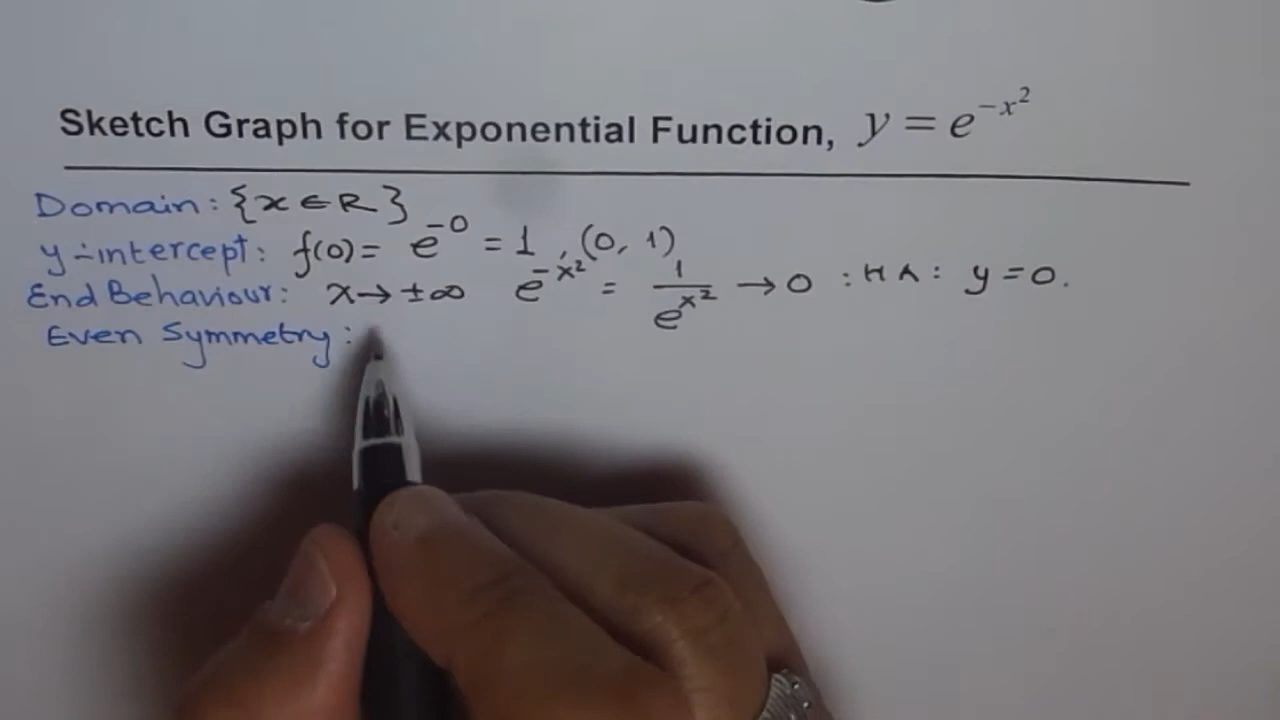 Sketch Graph for Exponential Function, y = e^{-x^2}
Domain: {x ∈ R}
y-intercept: f(0) = e^{-0} = 1, (0, 1)
End Behaviour: x → ±∞ e^{-x^2} = \frac{1}{e^{x^2}} → 0 : HA: y = 0.
Even Symmetry: